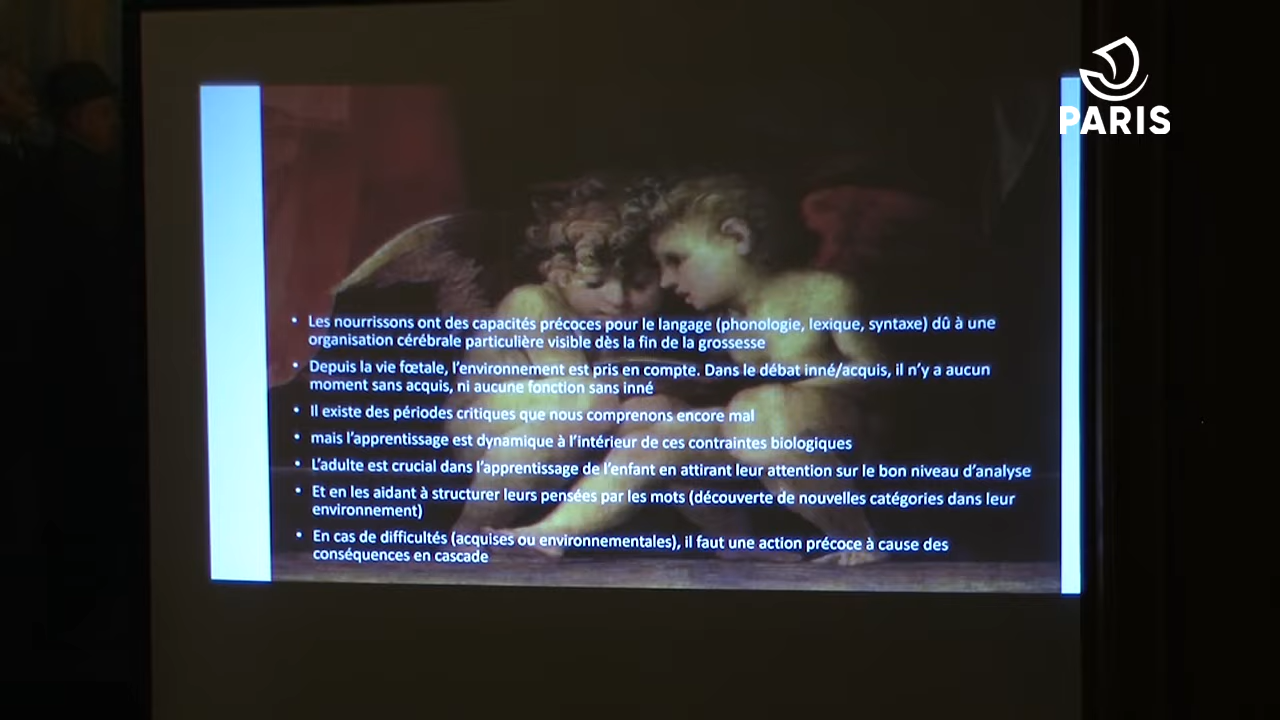 PARIS
• Les nourrissons ont des capacités précoces pour le langage (phonologie, lexique, syntaxe) dû à une
organisation cérébrale particulière visible dès la fin de la grossesse
• Depuis la vie fœtale, l'environnement est pris en compte. Dans le débat inné/acquis, il n'y a aucun
moment sans acquis, ni aucune fonction sans inné
• Il existe des périodes critiques que nous comprenons encore mal
• mais l'apprentissage est dynamique à l'intérieur de ces contraintes biologiques
• L'adulte est crucial dans l'apprentissage de l'enfant en attirant leur attention sur le bon niveau d'analyse
• Et en les aidant à structurer leurs pensées par les mots (découverte de nouvelles catégories dans leur
environnement)
• En cas de difficultés (acquises ou environnementales), il faut une action précoce à cause des
conséquences en cascade